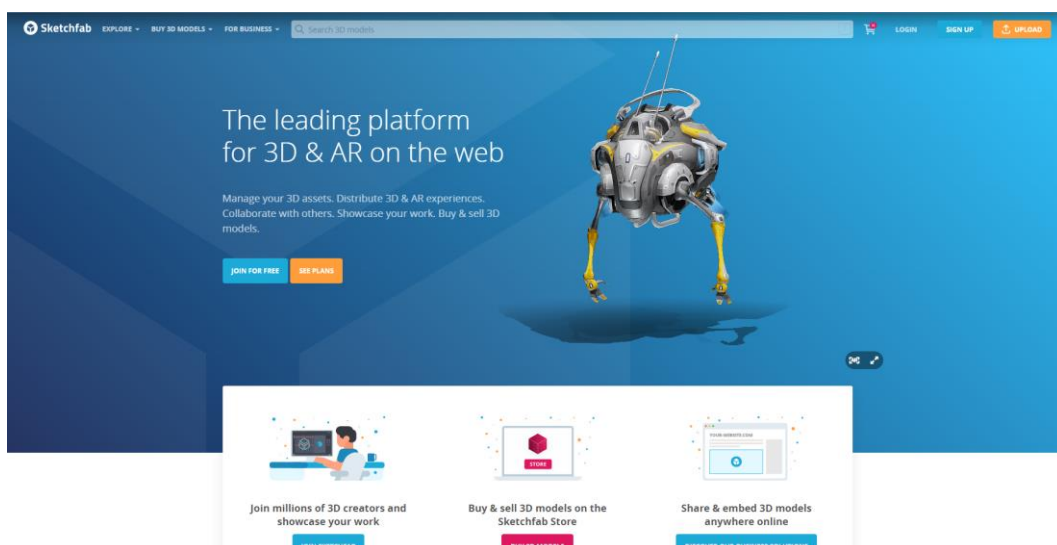 Sketchfab EXPLORE BUY 3D MODELS FOR BUSINESS Search 3D models LOGIN SIGN UP UPLOAD
The leading platform
for 3D & AR on the web
Manage your 3D assets. Distribute 3D & AR experiences.
Collaborate with others. Showcase your work. Buy & sell 3D
models.
JOIN FOR FREE SEE PLANS
YOUR-WEBSITE.COM
STORE
Join millions of 3D creators and
showcase your work
Buy & sell 3D models on the
Sketchfab Store
Share & embed 3D models
anywhere online